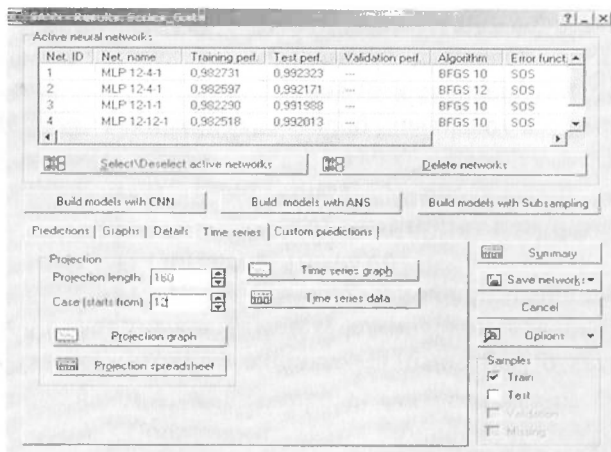 Results:
Active neural networks
Net. ID Net. name Training perf. Test perf. Validation perf. Algorithm Error funct.
1 MLP 12-4-1 0,982731 0,992323 --- BFGS 10 SOS
2 MLP 12-4-1 0,982597 0,992171 --- BFGS 12 SOS
3 MLP 12-1-1 0,982290 0,991988 --- BFGS 10 SOS
4 MLP 12-12-1 0,982518 0,992013 --- BFGS 10 SOS
Select\Deselect active networks Delete networks
Build models with CNN Build models with ANS Build models with Subsampling
Predictions Graphs Details Time series Custom predictions
Projection
Projection length 160
Case (starts from)
Projection graph
Projection spreadsheet
Time series graph
Time series data
Summary
Save networks
Cancel
Options
Samples
Train
Test
Validation
Missing